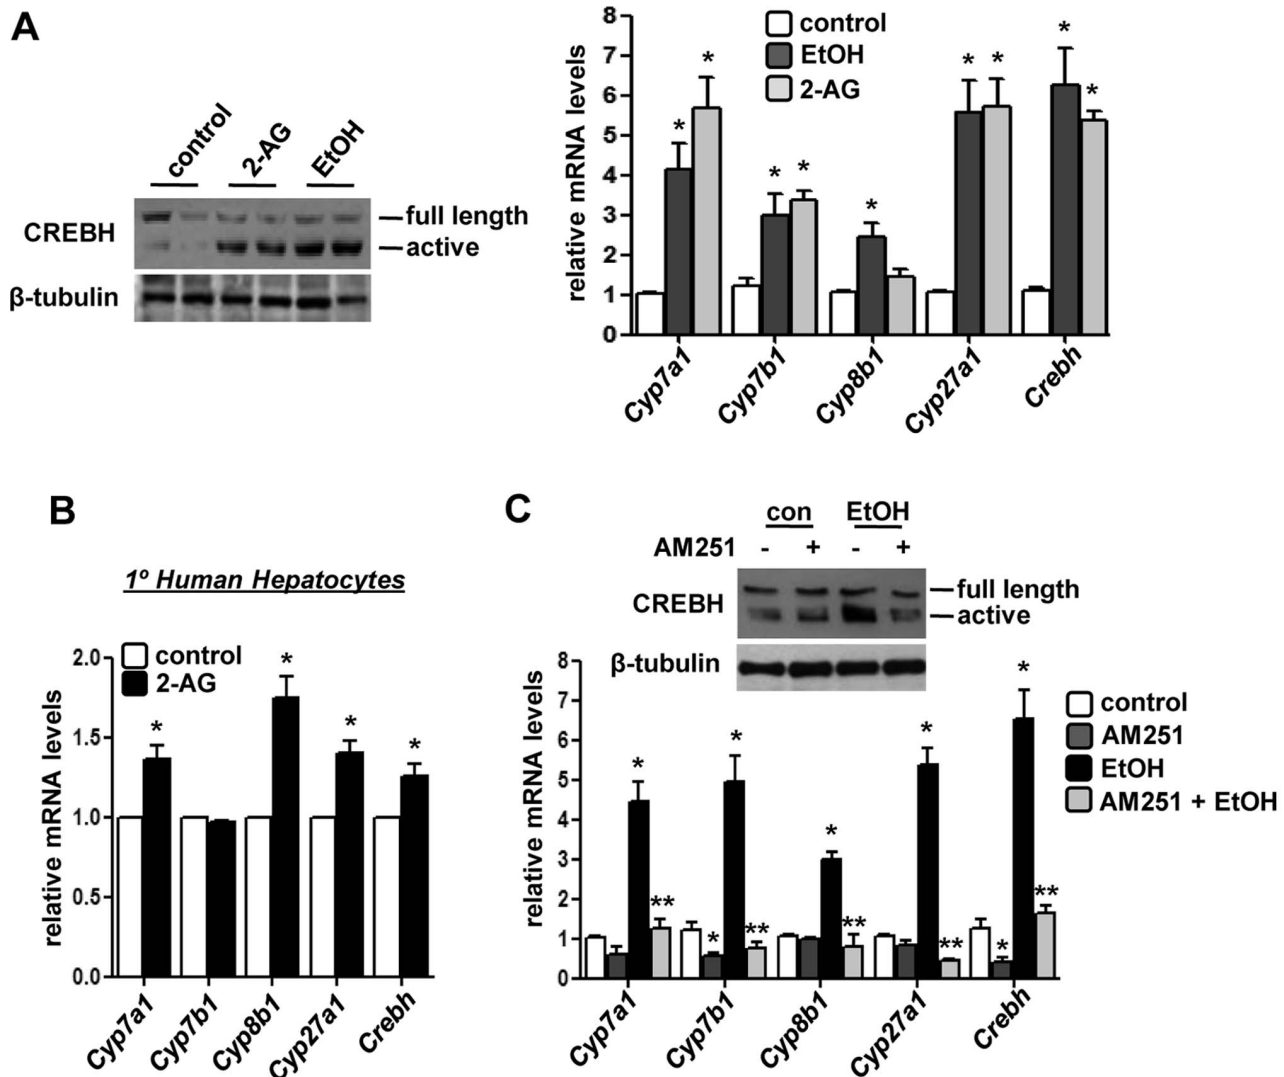 A
control
2-AG
EtOH
CREBH
full length
active
β-tubulin
relative mRNA levels
8
7
6
5
4
3
2
1
0
control
EtOH
2-AG
* *
* *
*
* *
* *
Cyp7a1
Cyp7b1
Cyp8b1
Cyp27a1
Crebh
B
1º Human Hepatocytes
control
2-AG
relative mRNA levels
2.0
1.5
1.0
0.5
0.0
*
*
*
*
Cyp7a1
Cyp7b1
Cyp8b1
Cyp27a1
Crebh
C
con EtOH
AM251 - + - +
CREBH
full length
active
β-tubulin
relative mRNA levels
8
7
6
5
4
3
2
1
0
control
AM251
EtOH
AM251 + EtOH
* **
* * **
* **
* **
* * **
Cyp7a1
Cyp7b1
Cyp8b1
Cyp27a1
Crebh